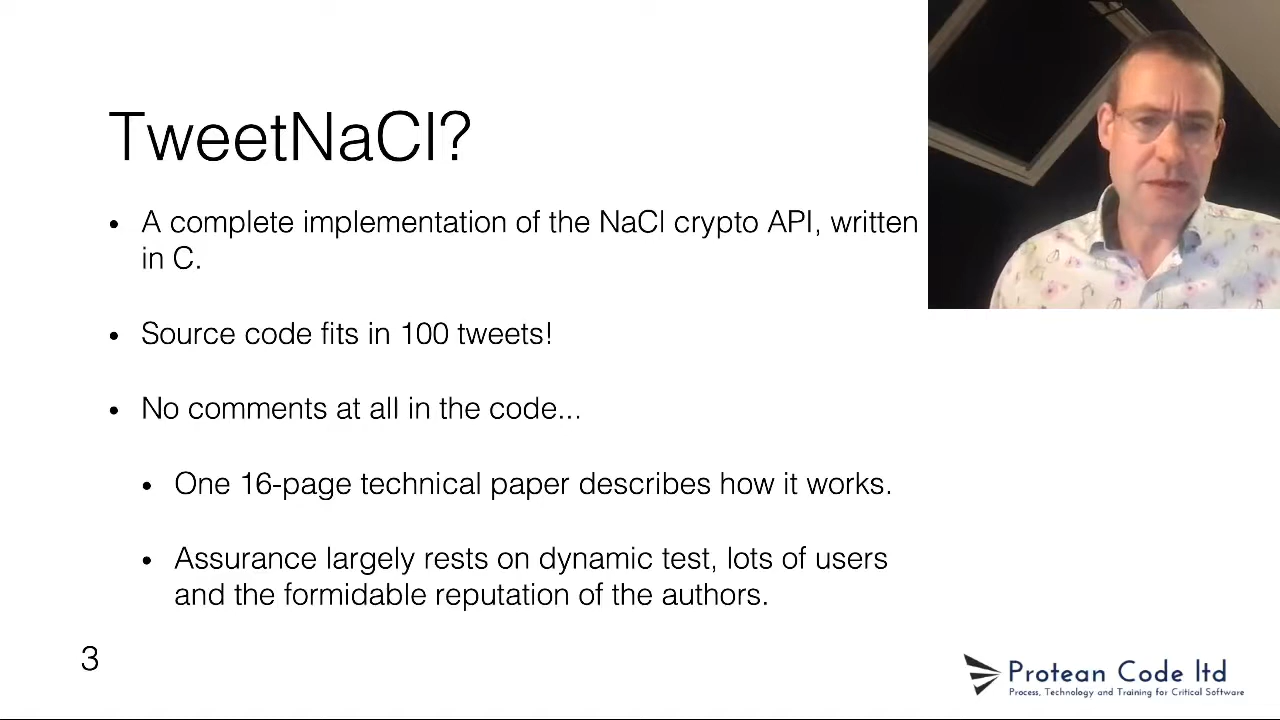 TweetNaCl?
• A complete implementation of the NaCl crypto API, written
in C.
• Source code fits in 100 tweets!
• No comments at all in the code...
• One 16-page technical paper describes how it works.
• Assurance largely rests on dynamic test, lots of users
and the formidable reputation of the authors.
3
Protean Code ltd
Process, Technology and Training for Critical Software